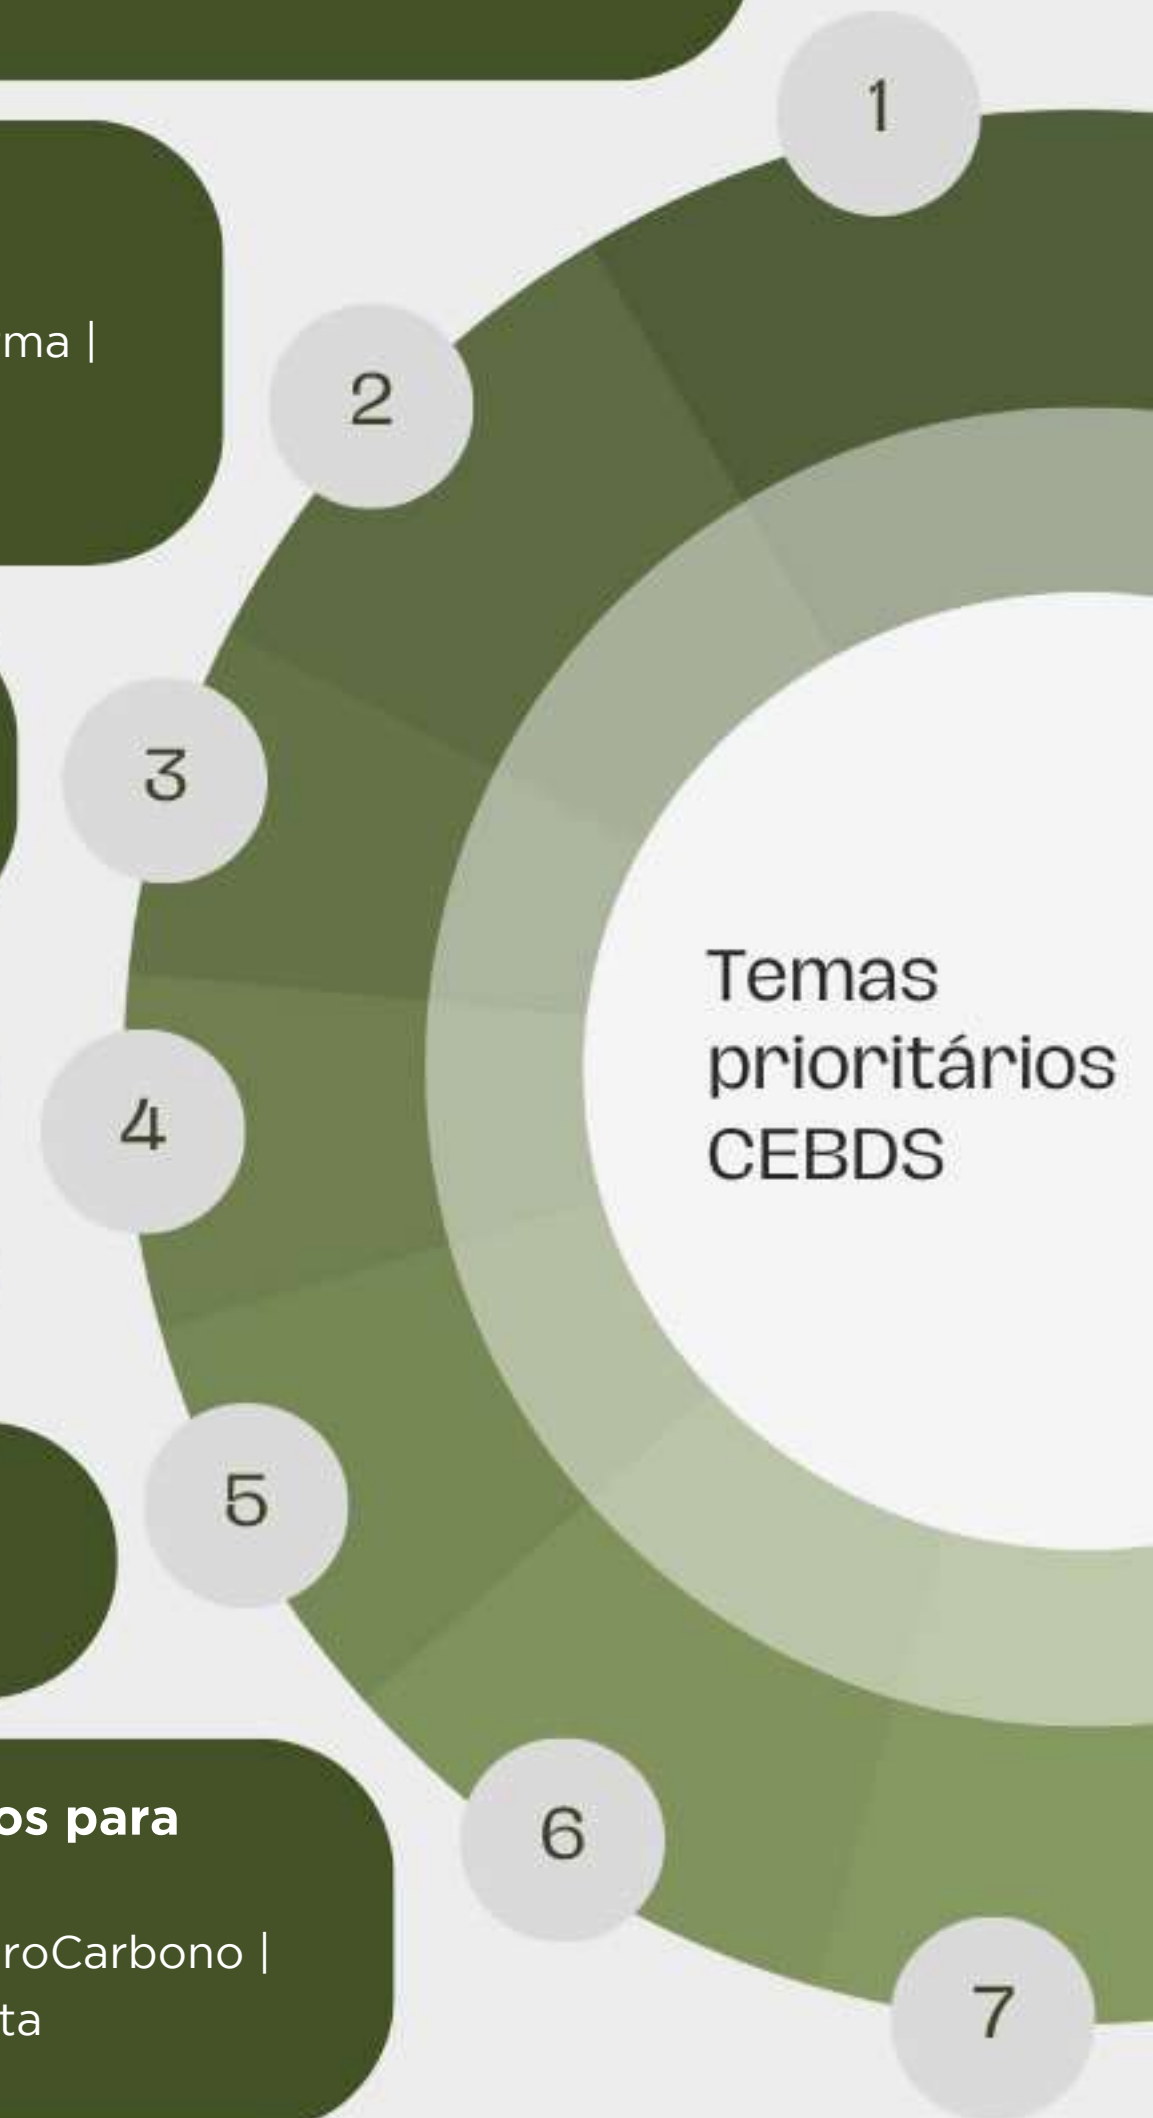 1
ma |
2
3
Temas
prioritários
CEBDS
4
5
6
os para
roCarbono |
ta
7